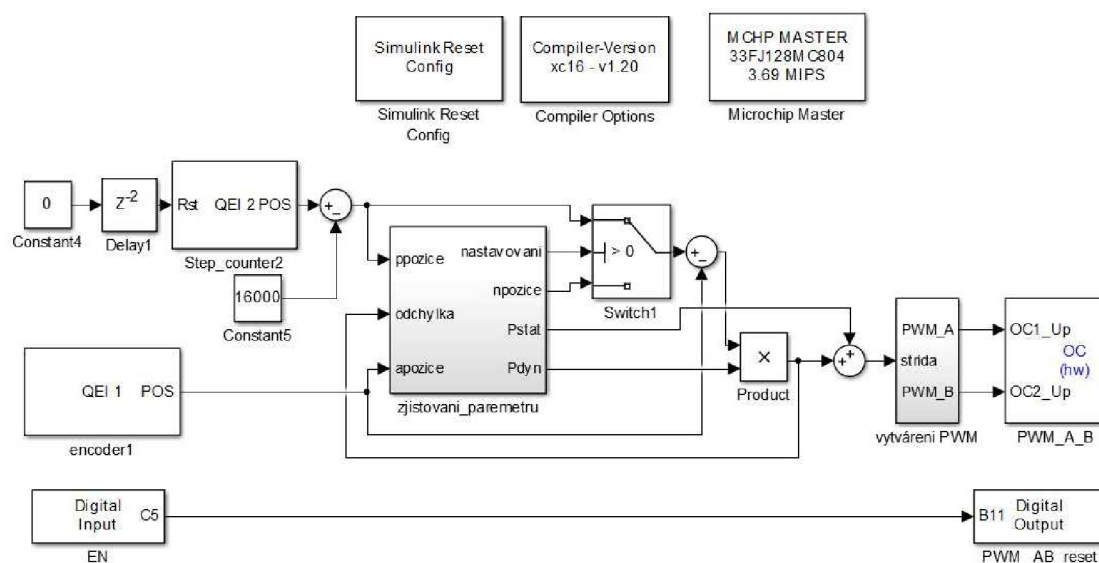 Simulink Reset
Config
Simulink Reset
Config
Compiler-Version
xc16 - v1.20
Compiler Options
MCHP MASTER
33FJ128MC804
3.69 MIPS
Microchip Master
0
Constant4
Z-2
Delay1
Rst
QEI 2 POS
Step_counter2
+
-
16000
Constant5
ppozice
odchylka
apozice
nastavovani
npozice
Pstat
Pdyn
zjistovani_paremetru
> 0
Switch1
+
-
×
Product
+
+
strida
PWM_A
PWM_B
vytváreni PWM
OC1_Up
OC2_Up
OC
(hw)
PWM_A_B
QEI 1
POS
encoder1
Digital
Input
C5
EN
B11
Digital
Output
PWM_AB_reset